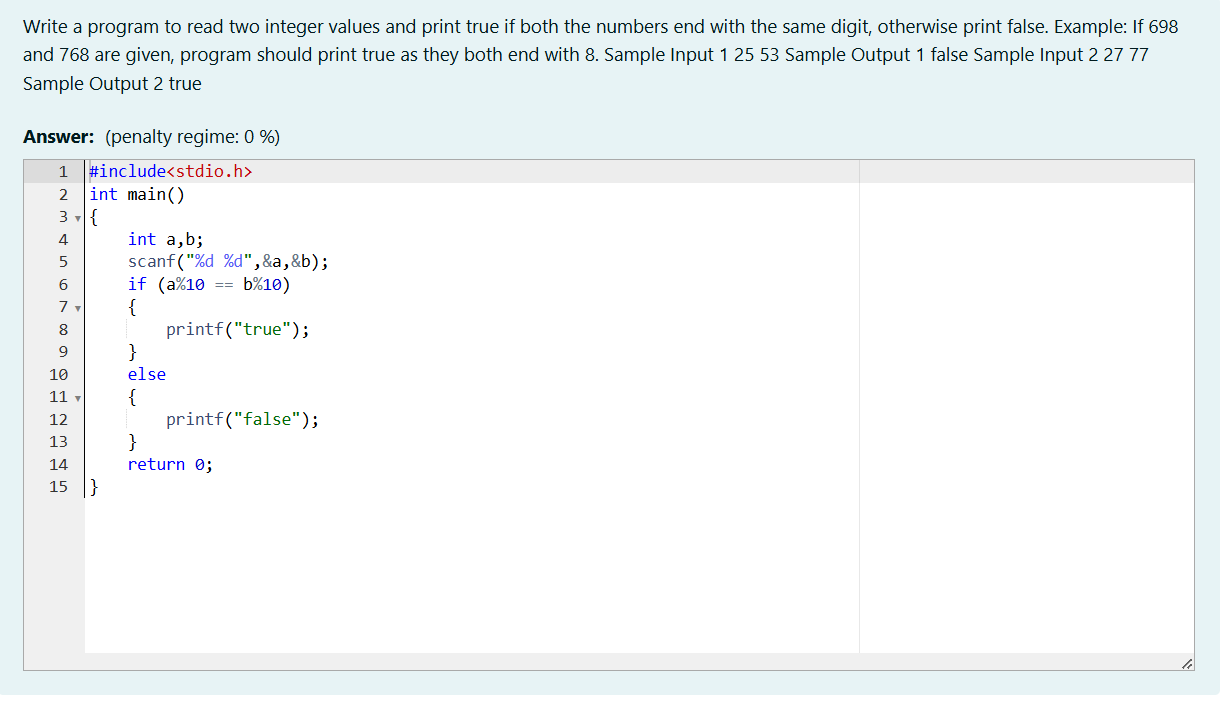 Write a program to read two integer values and print true if both the numbers end with the same digit, otherwise print false. Example: If 698
and 768 are given, program should print true as they both end with 8. Sample Input 1 25 53 Sample Output 1 false Sample Input 2 27 77
Sample Output 2 true
Answer: (penalty regime: 0 %)
1 #include<stdio.h>
2 int main()
3 {
4     int a,b;
5     scanf("%d %d",&a,&b);
6     if (a%10 == b%10)
7     {
8         printf("true");
9     }
10     else
11     {
12         printf("false");
13     }
14     return 0;
15 }